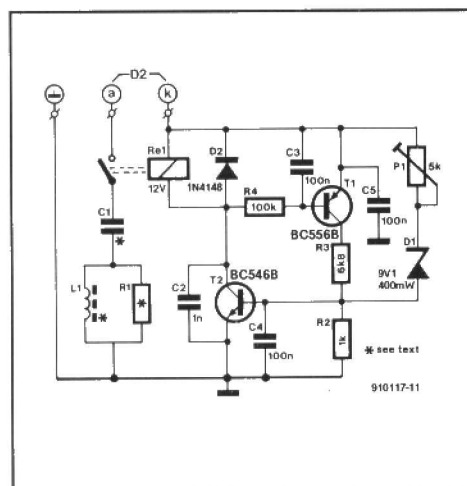 D2
a
k
Re1
12V
D2
1N4148
C3
100n
R4
100k
T1
BC556B
C5
100n
P1
5k
D1
9V1
400mW
R3
6k8
C1
*
L1
*
R1
*
C2
1n
T2
BC546B
C4
100n
R2
1k
* see text
910117-11